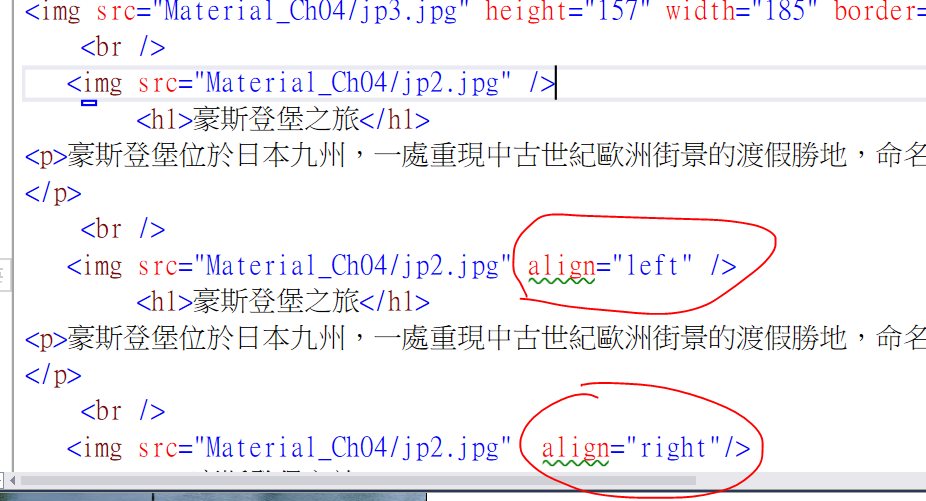 <img src="Material_Ch04/jp3.jpg" height="157" width="185" border=
<br />
<img src="Material_Ch04/jp2.jpg" />
<h1>豪斯登堡之旅</h1>
<p>豪斯登堡位於日本九州，一處重現中古世紀歐洲街景的渡假勝地，命名
</p>
<br />
<img src="Material_Ch04/jp2.jpg" align="left" />
<h1>豪斯登堡之旅</h1>
<p>豪斯登堡位於日本九州，一處重現中古世紀歐洲街景的渡假勝地，命名
</p>
<br />
<img src="Material_Ch04/jp2.jpg" align="right"/>